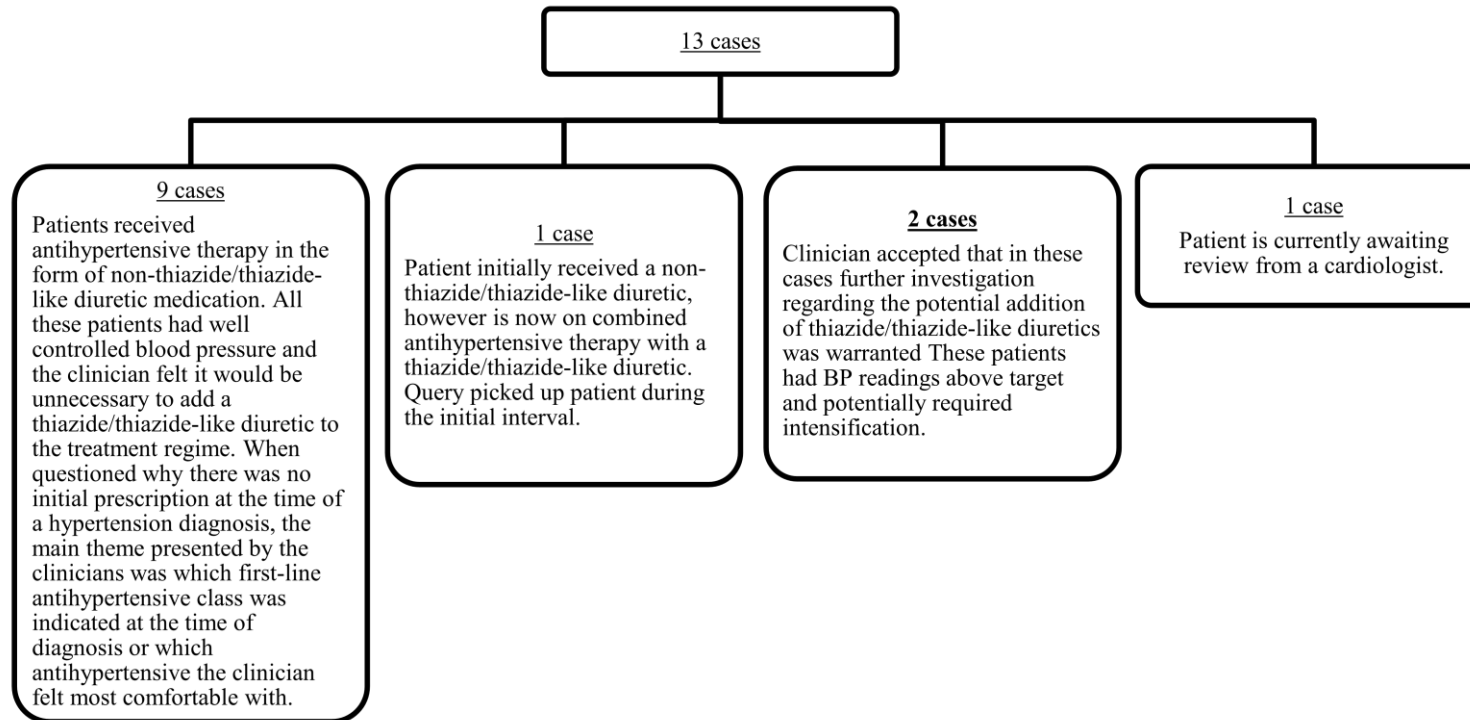 13 cases
9 cases
Patients received
antihypertensive therapy in the
form of non-thiazide/thiazide-
like diuretic medication. All
these patients had well
controlled blood pressure and
the clinician felt it would be
unnecessary to add a
thiazide/thiazide-like diuretic to
the treatment regime. When
questioned why there was no
initial prescription at the time of
a hypertension diagnosis, the
main theme presented by the
clinicians was which first-line
antihypertensive class was
indicated at the time of
diagnosis or which
antihypertensive the clinician
felt most comfortable with.
1 case
Patient initially received a non-
thiazide/thiazide-like diuretic,
however is now on combined
antihypertensive therapy with a
thiazide/thiazide-like diuretic.
Query picked up patient during
the initial interval.
2 cases
Clinician accepted that in these
cases further investigation
regarding the potential addition
of thiazide/thiazide-like diuretics
was warranted These patients
had BP readings above target
and potentially required
intensification.
1 case
Patient is currently awaiting
review from a cardiologist.